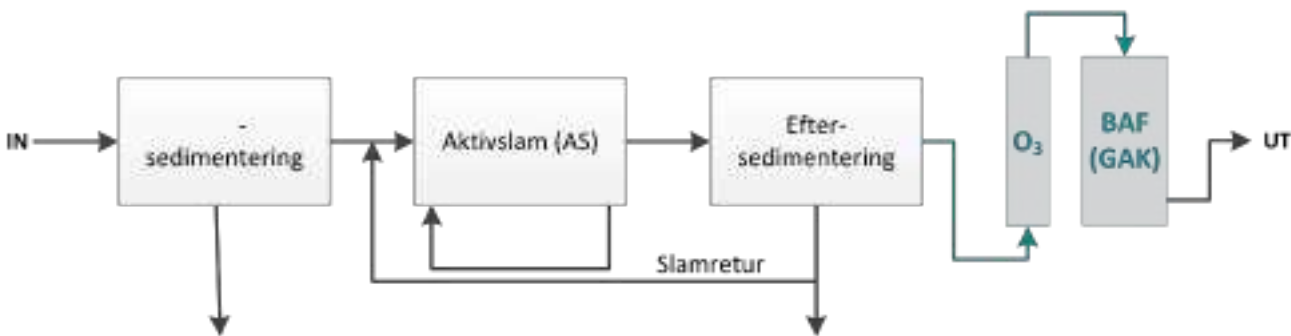 IN
-
sedimentering
Aktivslam (AS)
Efter-
sedimentering
O₃
BAF
(GAK)
UT
Slamretur